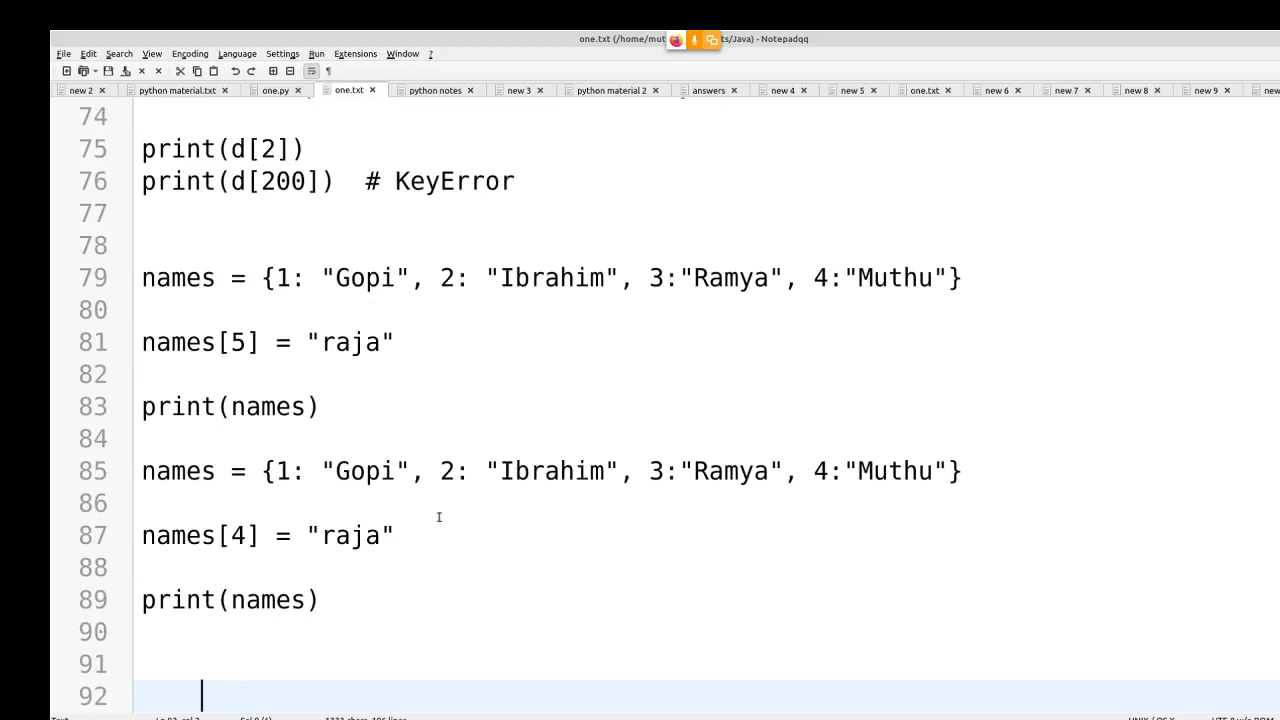 one.txt (/home/mut ts/Java) - Notepadqq
File Edit Search View Encoding Language Settings Run Extensions Window ?
new 2 python material.txt one.py one.txt python notes new 3 python material 2 answers new 4 new 5 one.txt new 6 new 7 new 8 new 9 new
74
75 print(d[2])
76 print(d[200]) # KeyError
77
78
79 names = {1: "Gopi", 2: "Ibrahim", 3:"Ramya", 4:"Muthu"}
80
81 names[5] = "raja"
82
83 print(names)
84
85 names = {1: "Gopi", 2: "Ibrahim", 3:"Ramya", 4:"Muthu"}
86
87 names[4] = "raja"
88
89 print(names)
90
91
92